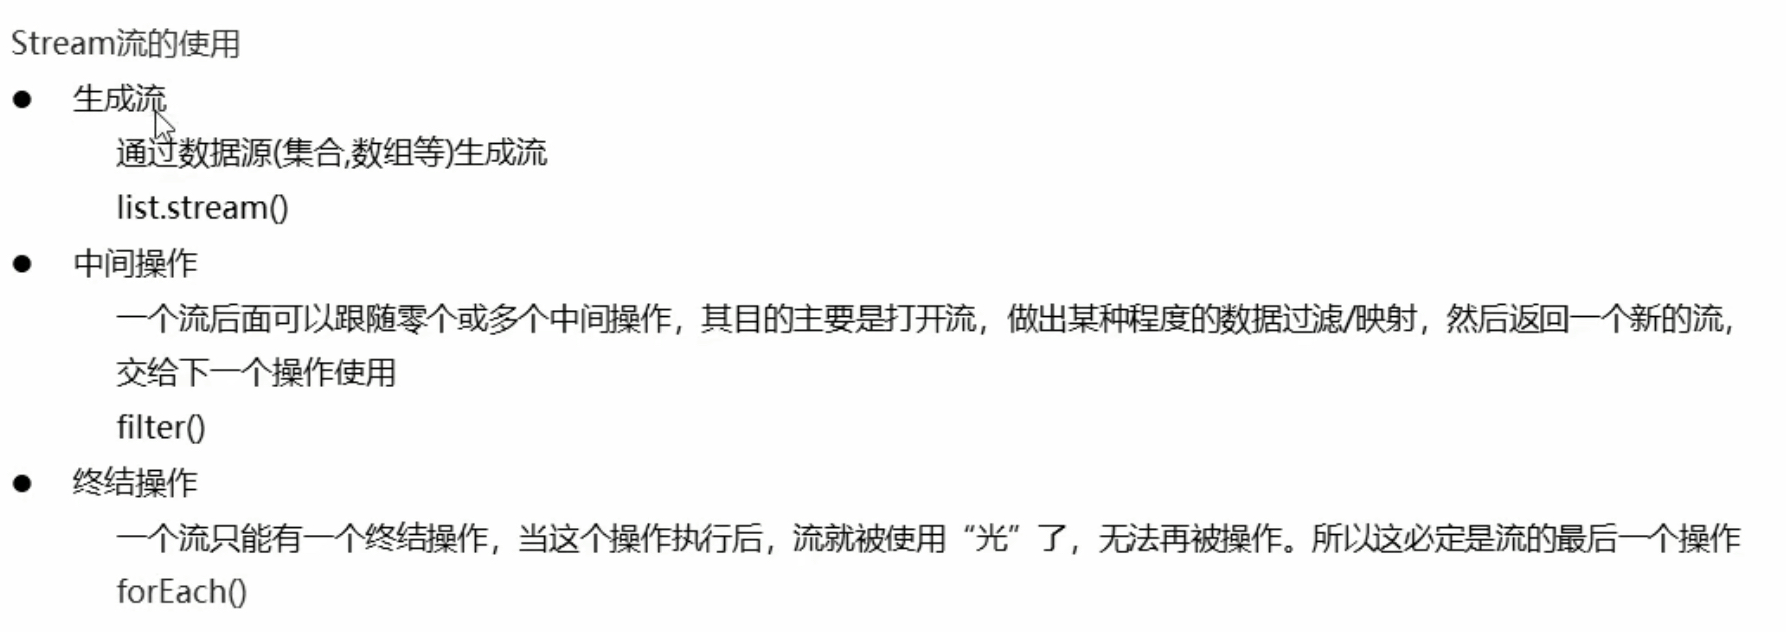 Stream流的使用
● 生成流
通过数据源(集合,数组等)生成流
list.stream()
● 中间操作
一个流后面可以跟随零个或多个中间操作，其目的主要是打开流，做出某种程度的数据过滤/映射，然后返回一个新的流，
交给下一个操作使用
filter()
● 终结操作
一个流只能有一个终结操作，当这个操作执行后，流就被使用“光”了，无法再被操作。所以这必定是流的最后一个操作
forEach()